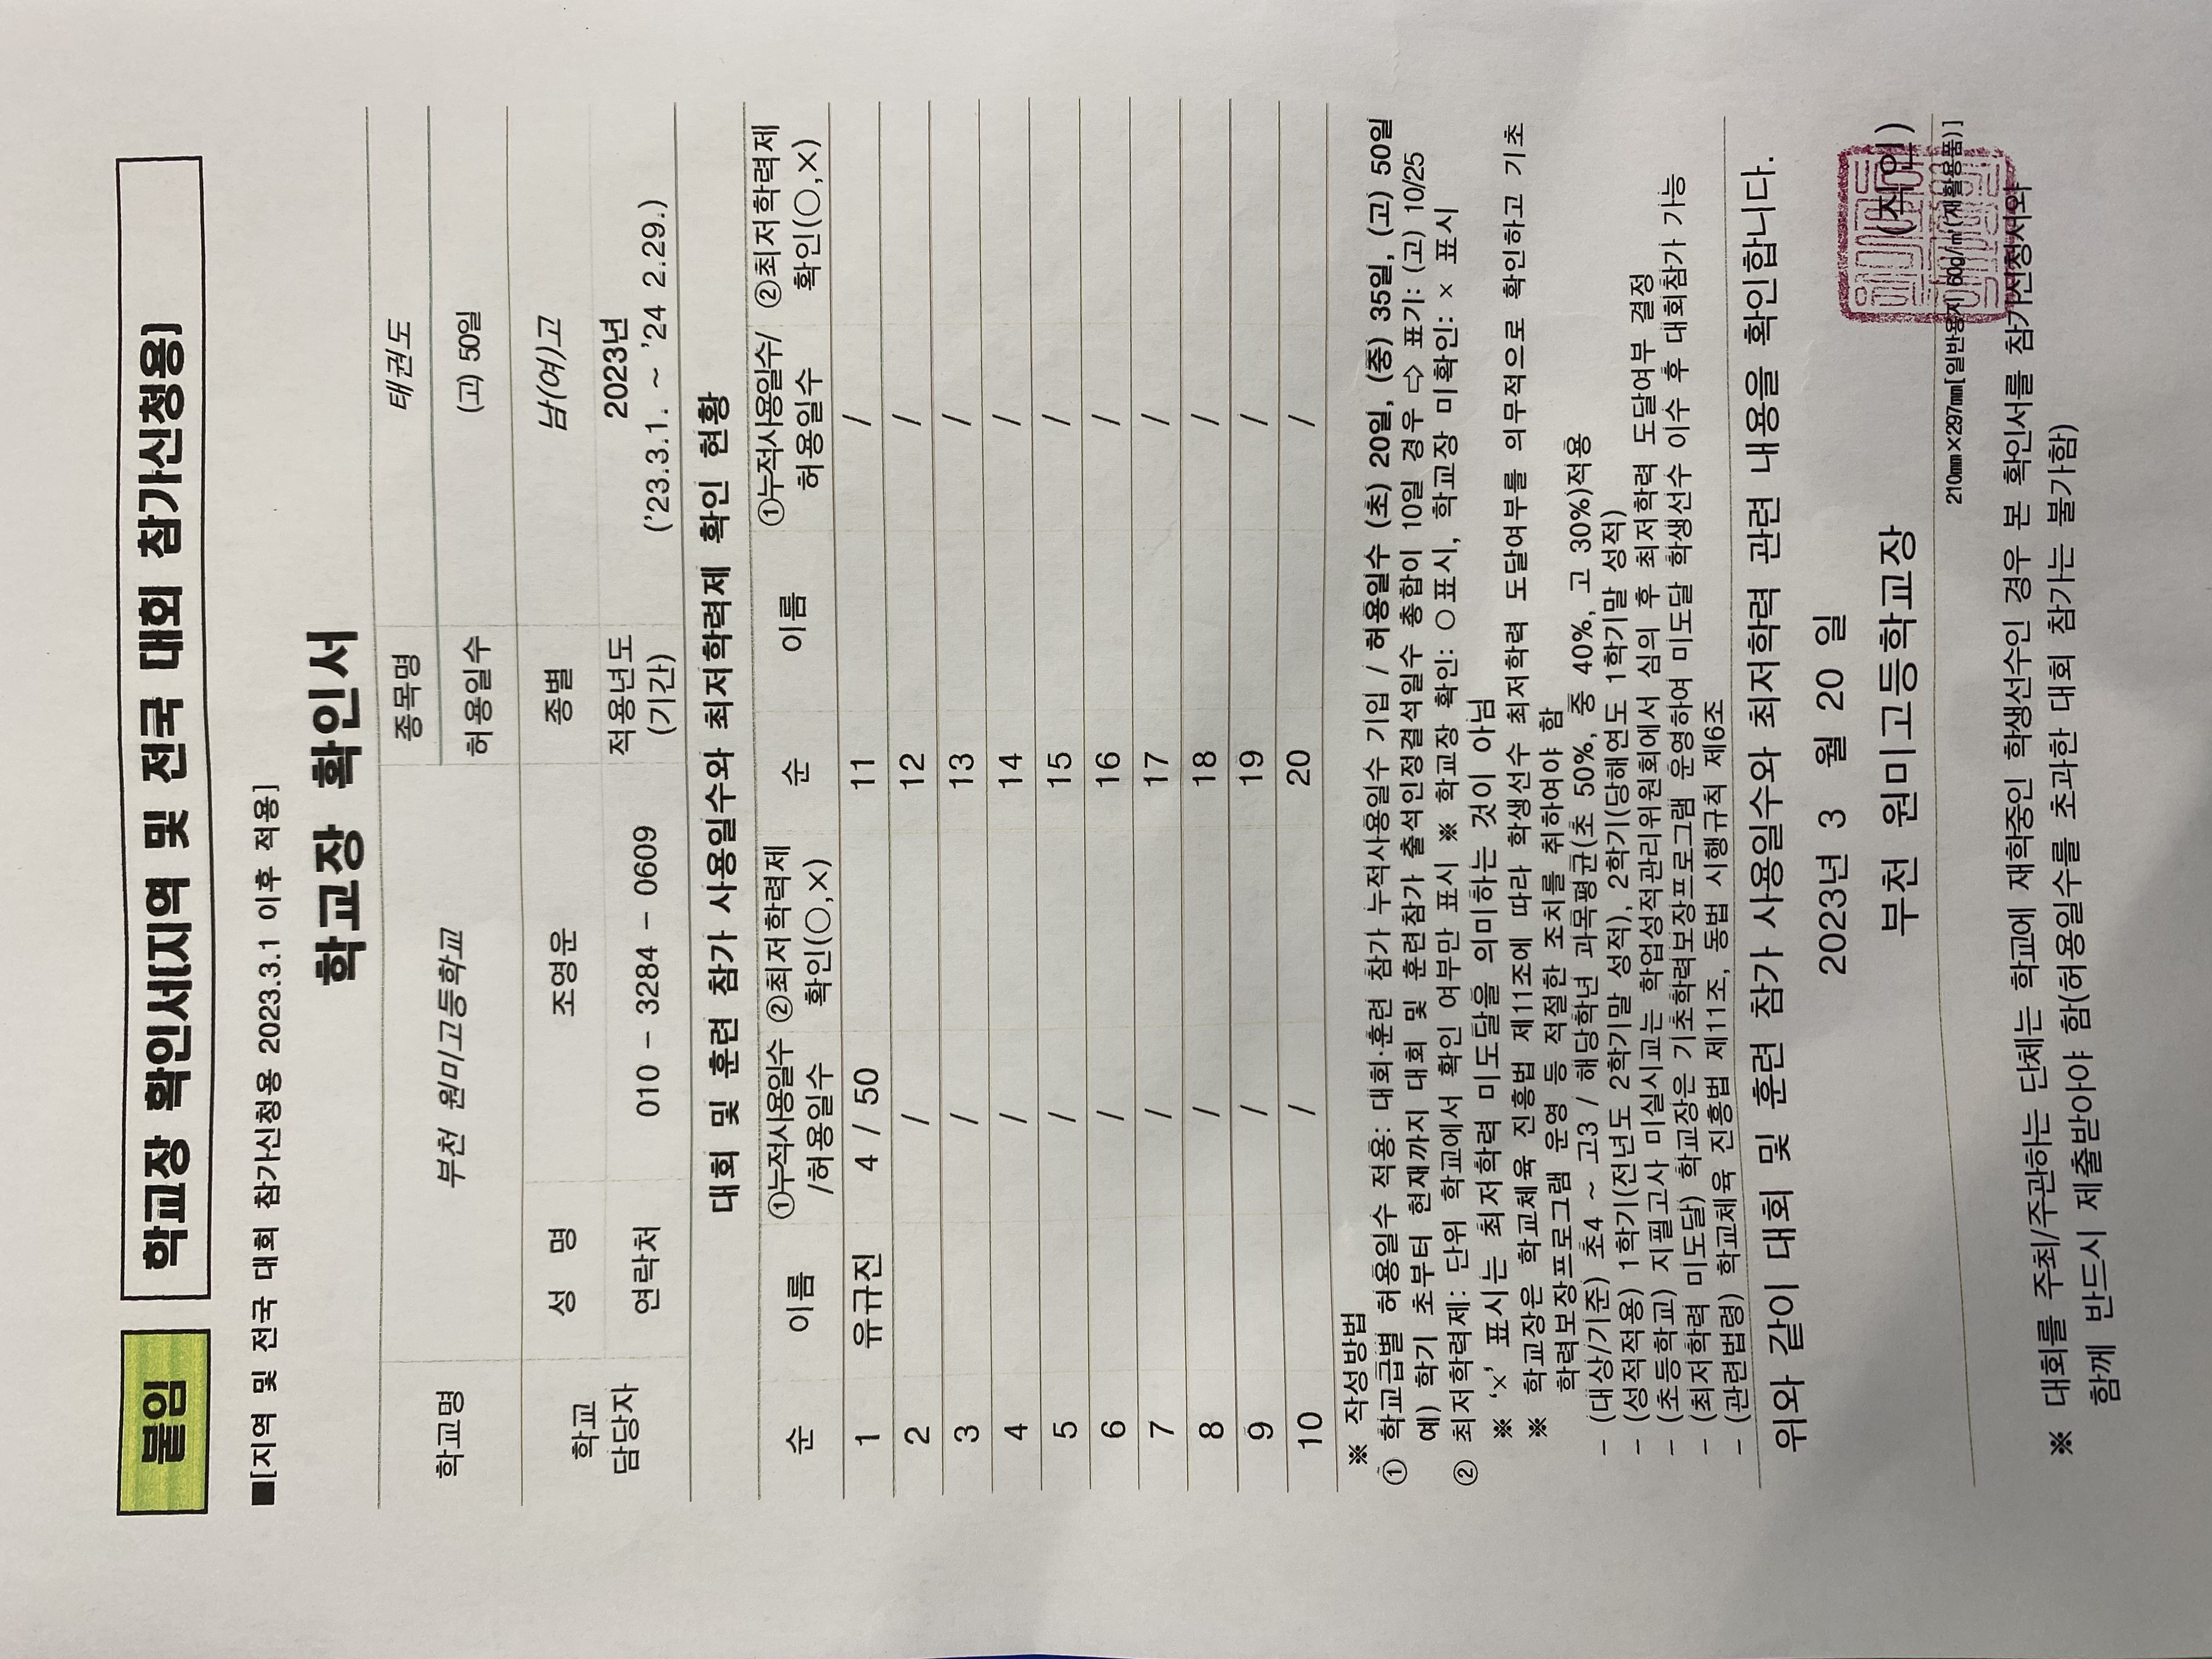 붙임
학교장 확인서[지역 및 전국 대회 참가신청용]
■[지역 및 전국 대회 참가신청용 2023.3.1 이후 적용]
학교장 확인서
학교명 부천 원미고등학교 종목명 태권도
허용일수 (고) 50일
학교 담당자 성 명 조영운 종별 남(여)고
연락처 010 - 3284 - 0609 적용년도 (기간) 2023년
('23.3.1. ~ '24 2.29.)
대회 및 훈련 참가 사용일수와 최저학력제 확인 현황
순 이름 ①누적사용일수 /허용일수 ②최저학력제 확인(○,×) 순 이름 ①누적사용일수/ 허용일수 ②최저학력제 확인(○,×)
1 유규진 4 / 50 11 /
2 / 12 /
3 / 13 /
4 / 14 /
5 / 15 /
6 / 16 /
7 / 17 /
8 / 18 /
9 / 19 /
10 / 20 /
※ 작성방법
① 학교급별 허용일수 적용: 대회·훈련 참가 누적사용일수 기입 / 허용일수 (초) 20일, (중) 35일, (고) 50일
예) 학기 초부터 현재까지 대회 및 훈련참가 출석인정결석일수 총합이 10일 경우 ⇨ 표기: (고) 10/25
② 최저학력제: 단위 학교에서 확인 여부만 표시 ※ 학교장 확인: ○표시, 학교장 미확인: × 표시
※ '×' 표시는 최저학력 미도달을 의미하는 것이 아님
※ 학교장은 학교체육 진흥법 제11조에 따라 학생선수 최저학력 도달여부를 의무적으로 확인하고 기초
학력보장프로그램 운영 등 적절한 조치를 취하여야 함
- (대상/기준) 초4 ~ 고3 / 해당학년 과목평균(초 50%, 중 40%, 고 30%)적용
- (성적적용) 1학기(전년도 2학기말 성적), 2학기(당해연도 1학기말 성적)
- (초등학교) 지필고사 미실시교는 학업성적관리위원회에서 심의 후 최저학력 도달여부 결정
- (최저학력 미도달) 학교장은 기초학력보장프로그램 운영하여 미도달 학생선수 이수 후 대회참가 가능
- (관련법령) 학교체육 진흥법 제11조, 동법 시행규칙 제6조
위와 같이 대회 및 훈련 참가 사용일수와 최저학력 관련 내용을 확인합니다.
2023년 3 월 20 일
부천 원미고등학교장 (직인)
210㎜×297㎜[일반용지 60g/㎡(재활용품)]
※ 대회를 주최/주관하는 단체는 학교에 재학중인 학생선수인 경우 본 확인서를 참가신청서와
함께 반드시 제출받아야 함(허용일수를 초과한 대회 참가는 불가함)